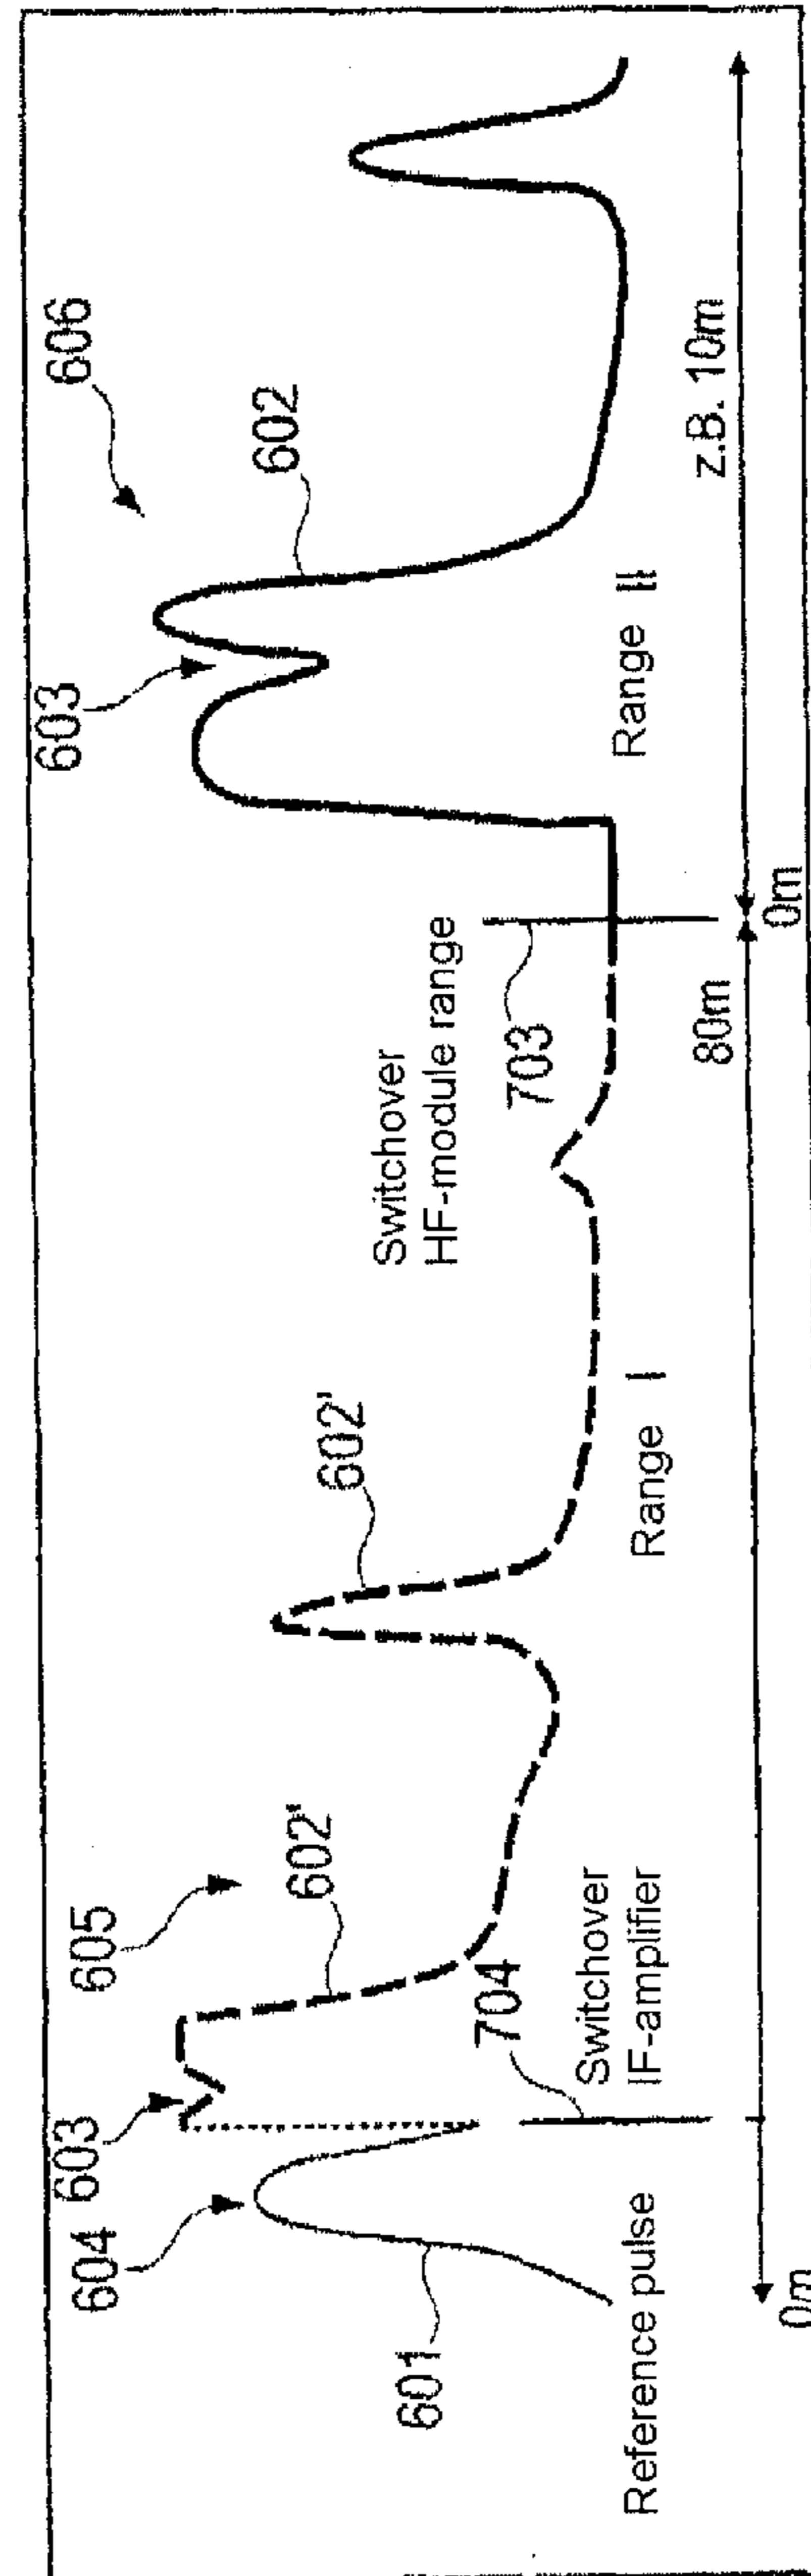 606
603
602
Range II
z.B. 10m
Switchover
HF-module range
703
80m
0m
602'
Range I
605
602'
603
604
704
Switchover
IF-amplifier
601
Reference pulse
0m